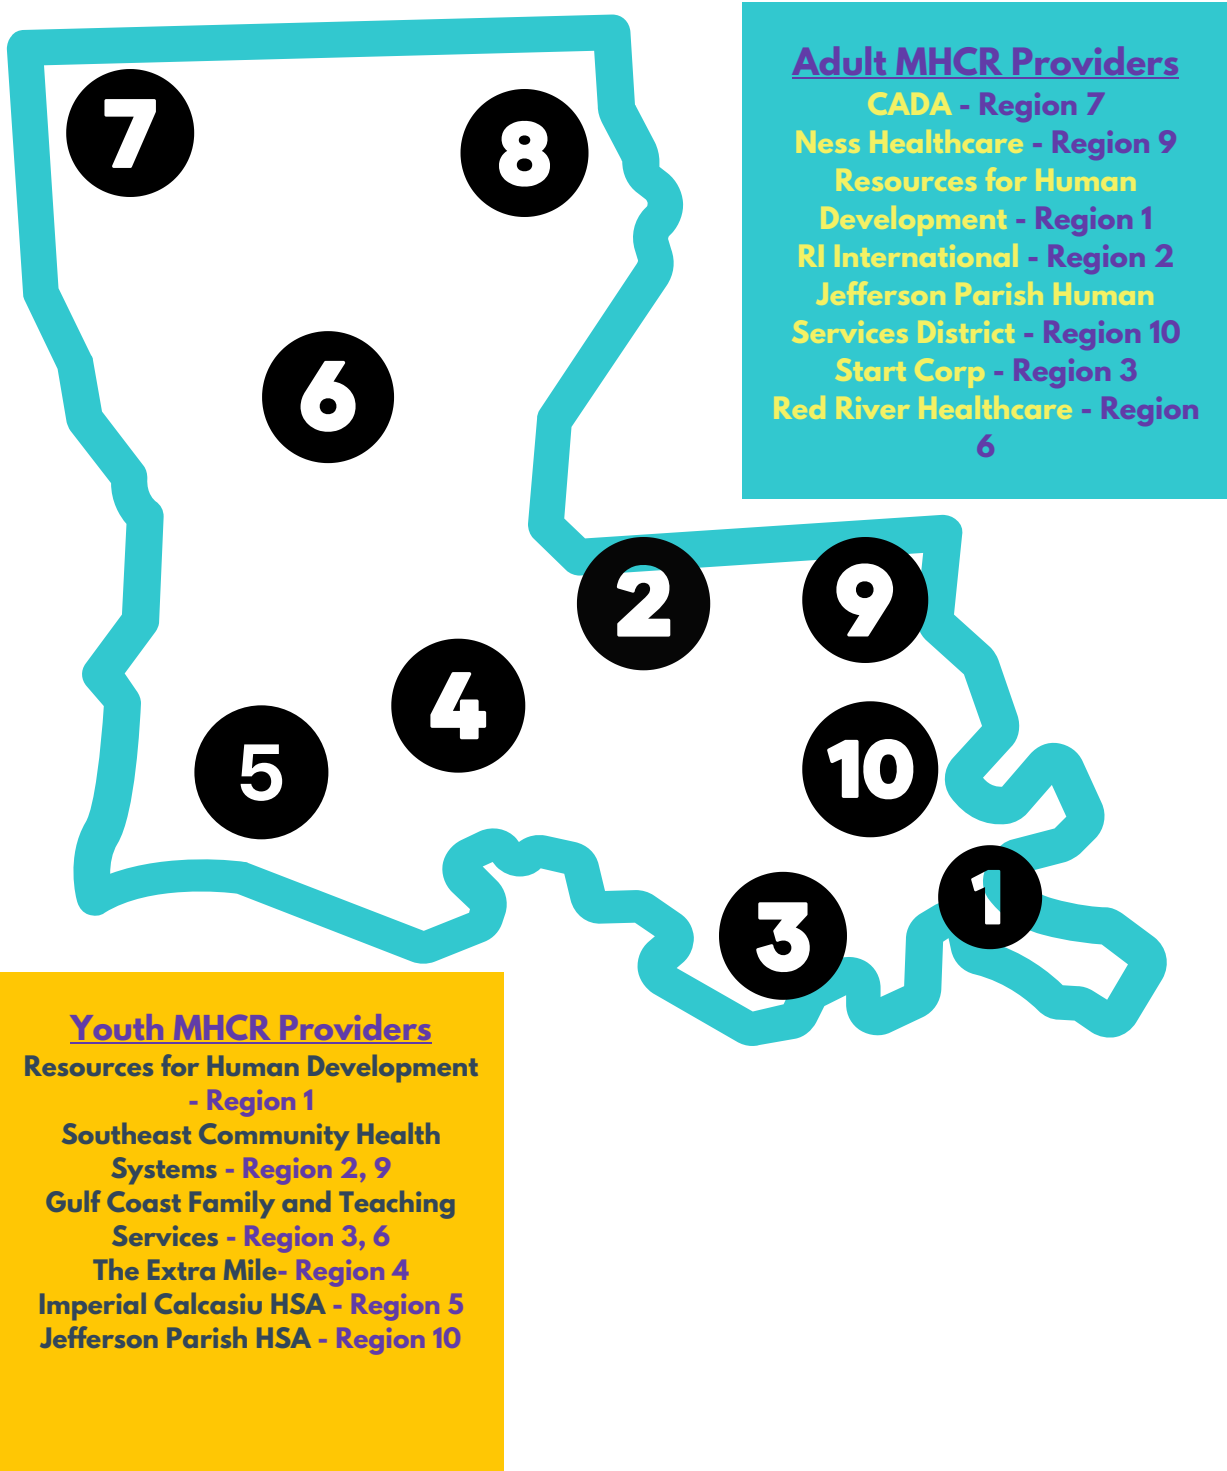 7
8
Adult MHCR Providers
CADA - Region 7
Ness Healthcare - Region 9
Resources for Human
Development - Region 1
RI International - Region 2
Jefferson Parish Human
Services District - Region 10
Start Corp - Region 3
Red River Healthcare - Region
6
6
2
9
4
5
10
1
3
Youth MHCR Providers
Resources for Human Development
- Region 1
Southeast Community Health
Systems - Region 2, 9
Gulf Coast Family and Teaching
Services - Region 3, 6
The Extra Mile- Region 4
Imperial Calcasiu HSA - Region 5
Jefferson Parish HSA - Region 10